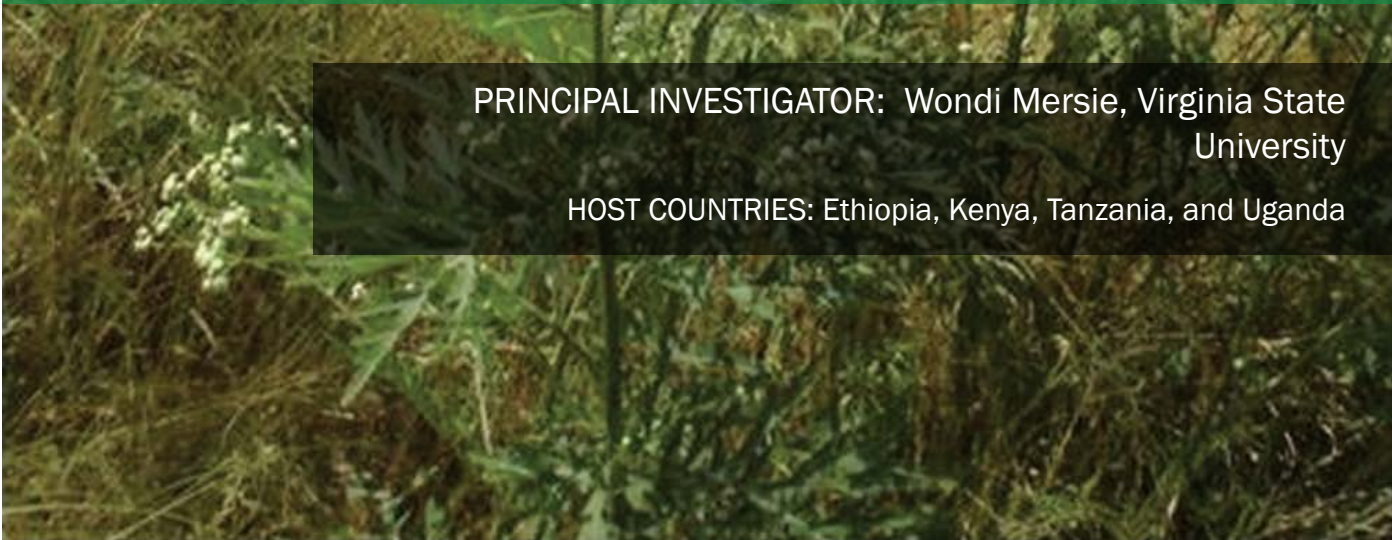 PRINCIPAL INVESTIGATOR: Wondi Mersie, Virginia State
University
HOST COUNTRIES: Ethiopia, Kenya, Tanzania, and Uganda